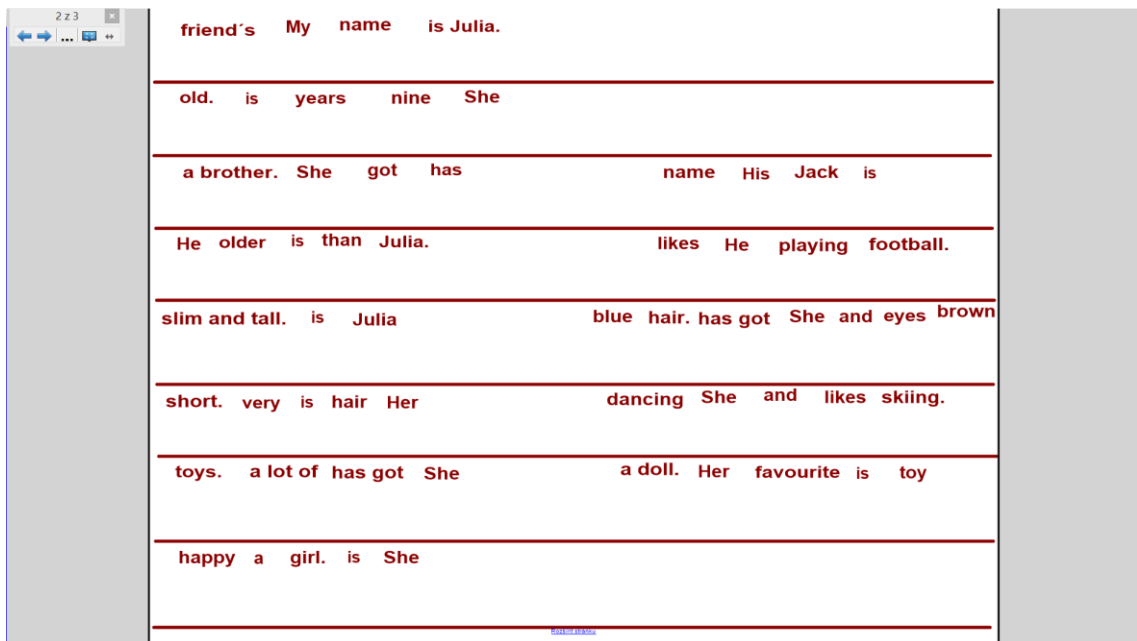 2 z 3
friend´s My name is Julia.
old. is years nine She
a brother. She got has name His Jack is
He older is than Julia. likes He playing football.
slim and tall. is Julia blue hair. has got She and eyes brown
short. very is hair Her dancing She and likes skiing.
toys. a lot of has got She a doll. Her favourite is toy
happy a girl. is She